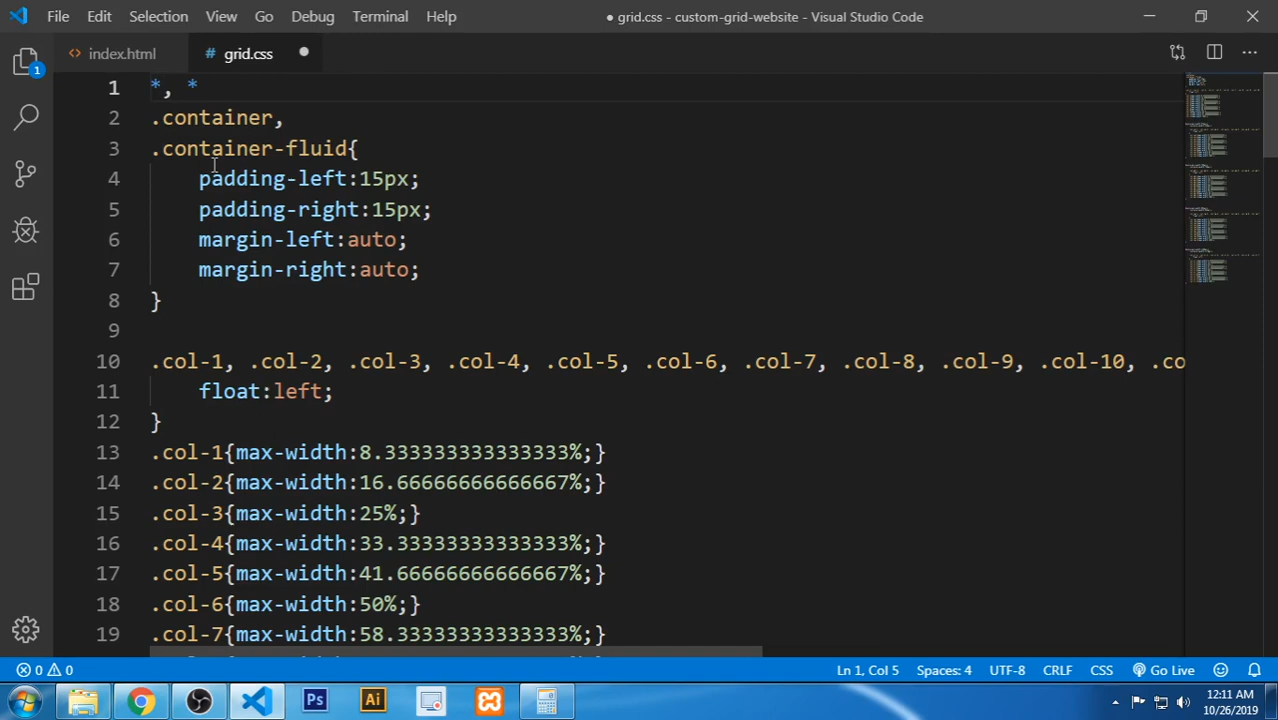 File Edit Selection View Go Debug Terminal Help
● grid.css - custom-grid-website - Visual Studio Code
1
<> index.html
# grid.css
1 *, *
2 .container,
3 .container-fluid{
4 padding-left:15px;
5 padding-right:15px;
6 margin-left:auto;
7 margin-right:auto;
8 }
9
10 .col-1, .col-2, .col-3, .col-4, .col-5, .col-6, .col-7, .col-8, .col-9, .col-10, .co
11 float:left;
12 }
13 .col-1{max-width:8.333333333333333%;}
14 .col-2{max-width:16.66666666666667%;}
15 .col-3{max-width:25%;}
16 .col-4{max-width:33.33333333333333%;}
17 .col-5{max-width:41.66666666666667%;}
18 .col-6{max-width:50%;}
19 .col-7{max-width:58.33333333333333%;}
0 0 Ln 1, Col 5 Spaces: 4 UTF-8 CRLF CSS Go Live
Ps Ai
12:11 AM
10/26/2019